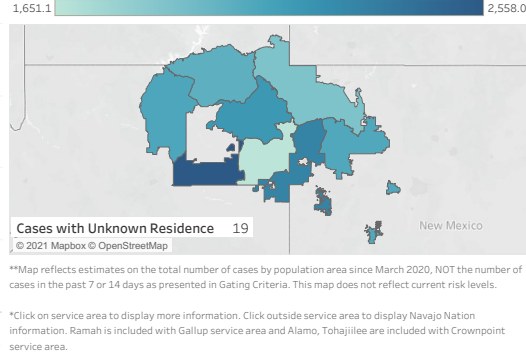 1,651.1 2,558.0
New Mexico
Cases with Unknown Residence 19
© 2021 Mapbox © OpenStreetMap
**Map reflects estimates on the total number of cases by population area since March 2020, NOT the number of
cases in the past 7 or 14 days as presented in Gating Criteria. This map does not reflect current risk levels.
*Click on service area to display more information. Click outside service area to display Navajo Nation
information. Ramah is included with Gallup service area and Alamo, Tohajiilee are included with Crownpoint
service area.